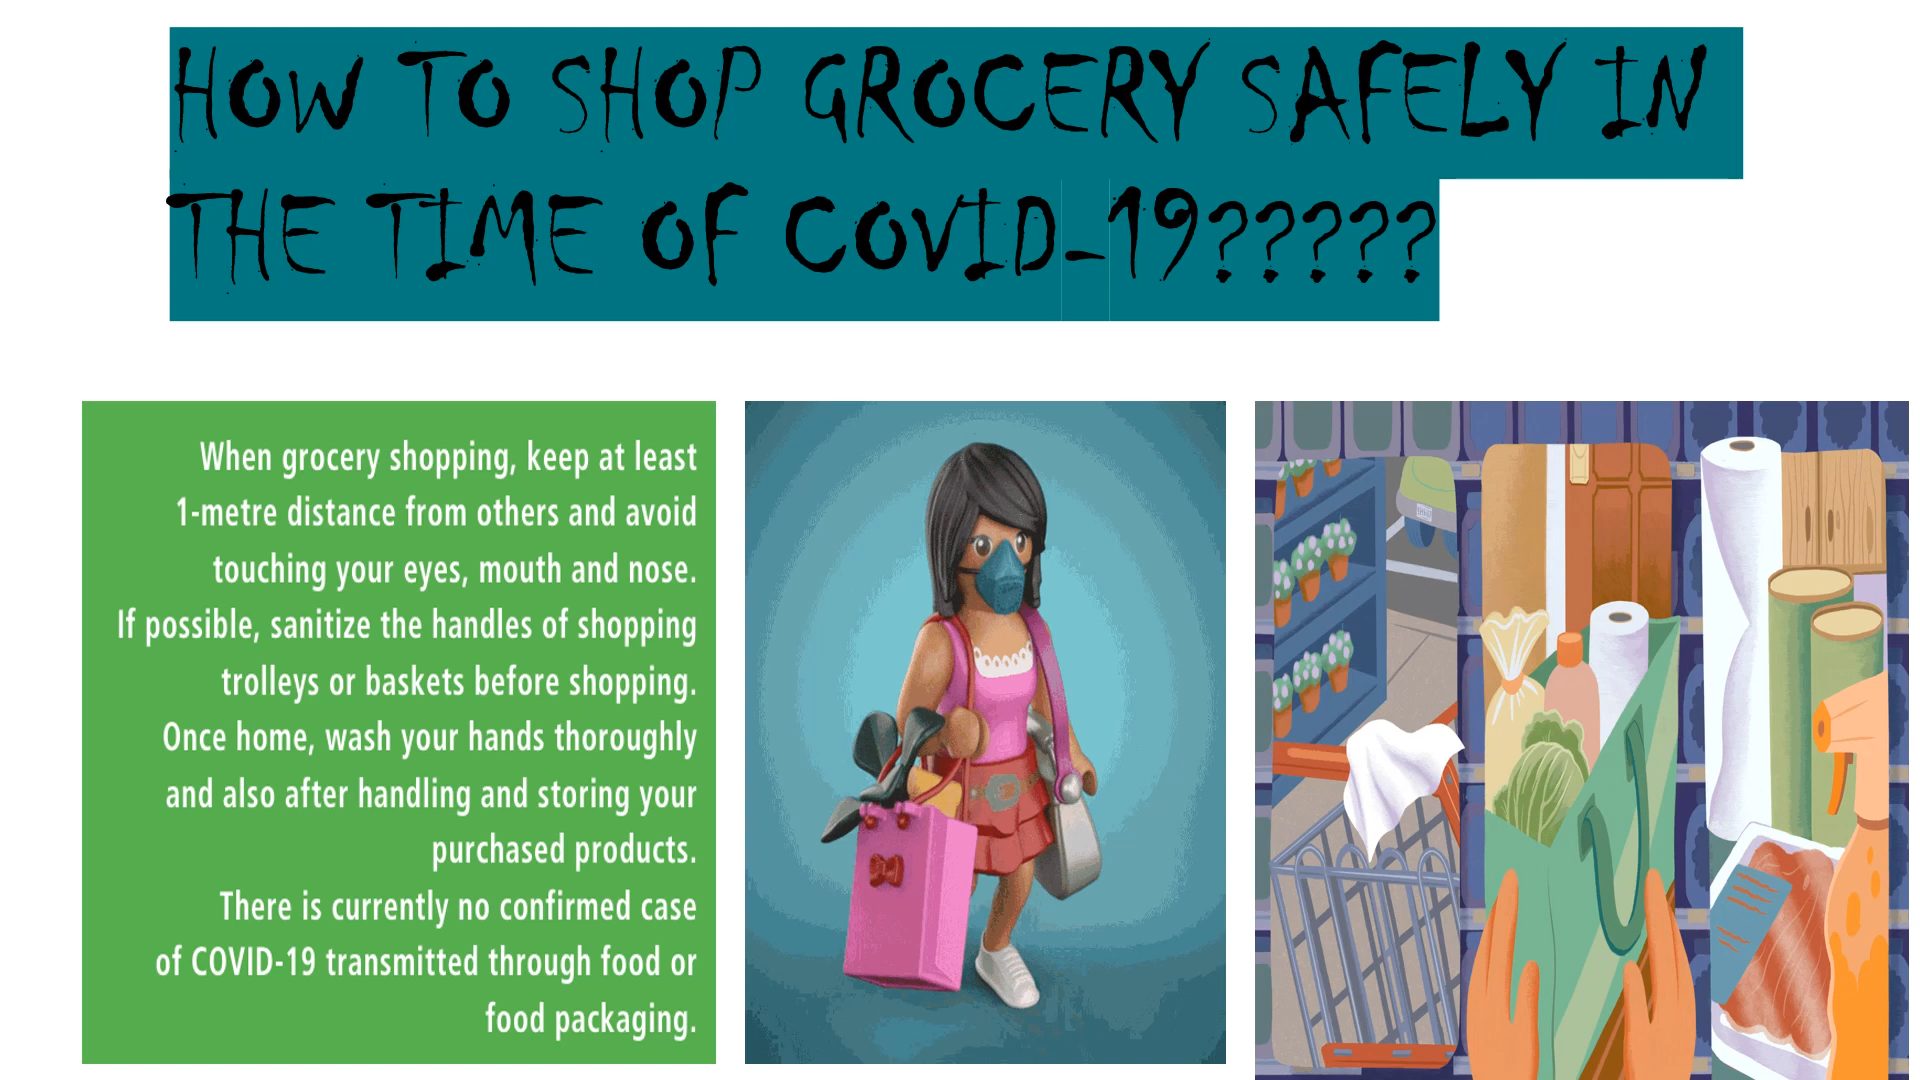 HOW TO SHOP GROCERY SAFELY IN
THE TIME OF COVID-19?????
When grocery shopping, keep at least
1-metre distance from others and avoid
touching your eyes, mouth and nose.
If possible, sanitize the handles of shopping
trolleys or baskets before shopping.
Once home, wash your hands thoroughly
and also after handling and storing your
purchased products.
There is currently no confirmed case
of COVID-19 transmitted through food or
food packaging.